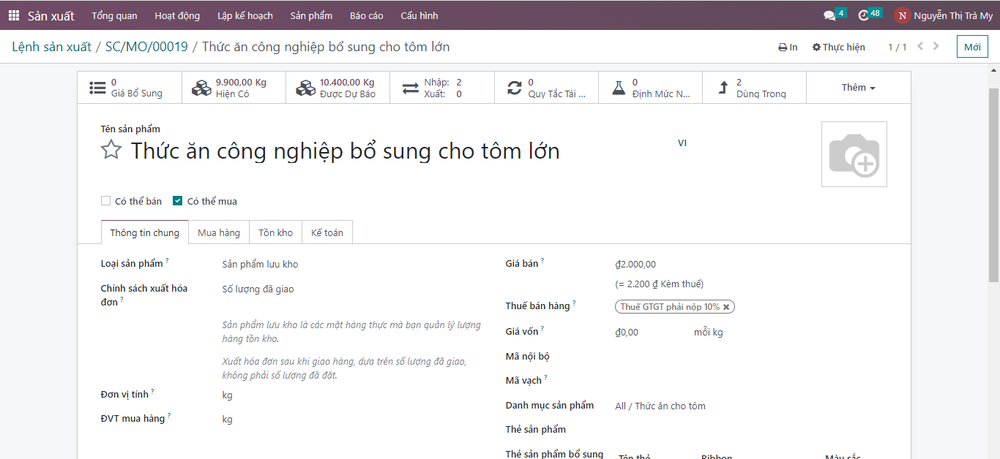 Sản xuất Tổng quan Hoạt động Lập kế hoạch Sản phẩm Báo cáo Cấu hình 4 48 N Nguyễn Thị Trà My
Lệnh sản xuất / SC/MO/00019 / Thức ăn công nghiệp bổ sung cho tôm lớn In Thực hiện 1 / 1 Mới
0 Giá Bổ Sung
9.900,00 Kg Hiện Có
10.400,00 Kg Được Dự Báo
Nhập: 2
Xuất: 0
0 Quy Tắc Tái ...
0 Định Mức N...
2 Dùng Trong
Thêm
Tên sản phẩm
Thức ăn công nghiệp bổ sung cho tôm lớn VI
Có thể bán Có thể mua
Thông tin chung Mua hàng Tồn kho Kế toán
Loại sản phẩm ? Sản phẩm lưu kho
Chính sách xuất hóa đơn ? Số lượng đã giao
Sản phẩm lưu kho là các mặt hàng thực mà bạn quản lý lượng
hàng tồn kho.
Xuất hóa đơn sau khi giao hàng, dựa trên số lượng đã giao,
không phải số lượng đã đặt.
Đơn vị tính ? kg
ĐVT mua hàng ? kg
Giá bán ? ₫2.000,00
(= 2.200 ₫ Kèm thuế)
Thuế bán hàng ? Thuế GTGT phải nộp 10% ×
Giá vốn ? ₫0,00 mỗi kg
Mã nội bộ
Mã vạch ?
Danh mục sản phẩm All / Thức ăn cho tôm
Thẻ sản phẩm
Thẻ sản phẩm bổ sung Tên thẻ Ribbon Màu sắc